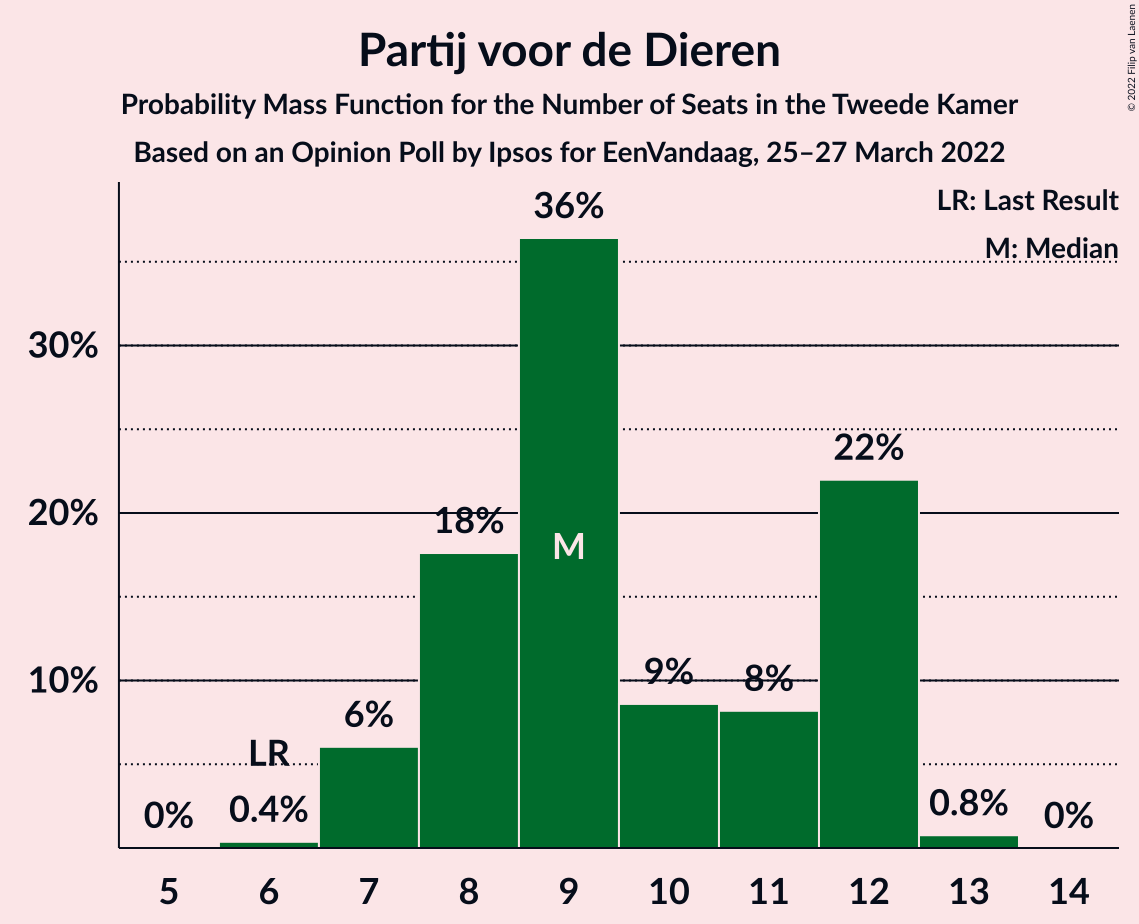 Partij voor de Dieren
Probability Mass Function for the Number of Seats in the Tweede Kamer
Based on an Opinion Poll by Ipsos for EenVandaag, 25–27 March 2022
© 2022 Filip van Laenen
LR: Last Result
M: Median
36%
30%
22%
20%
18%
M
10%
9%
8%
6%
LR
0%
0.4%
0.8%
0%
5 6 7 8 9 10 11 12 13 14